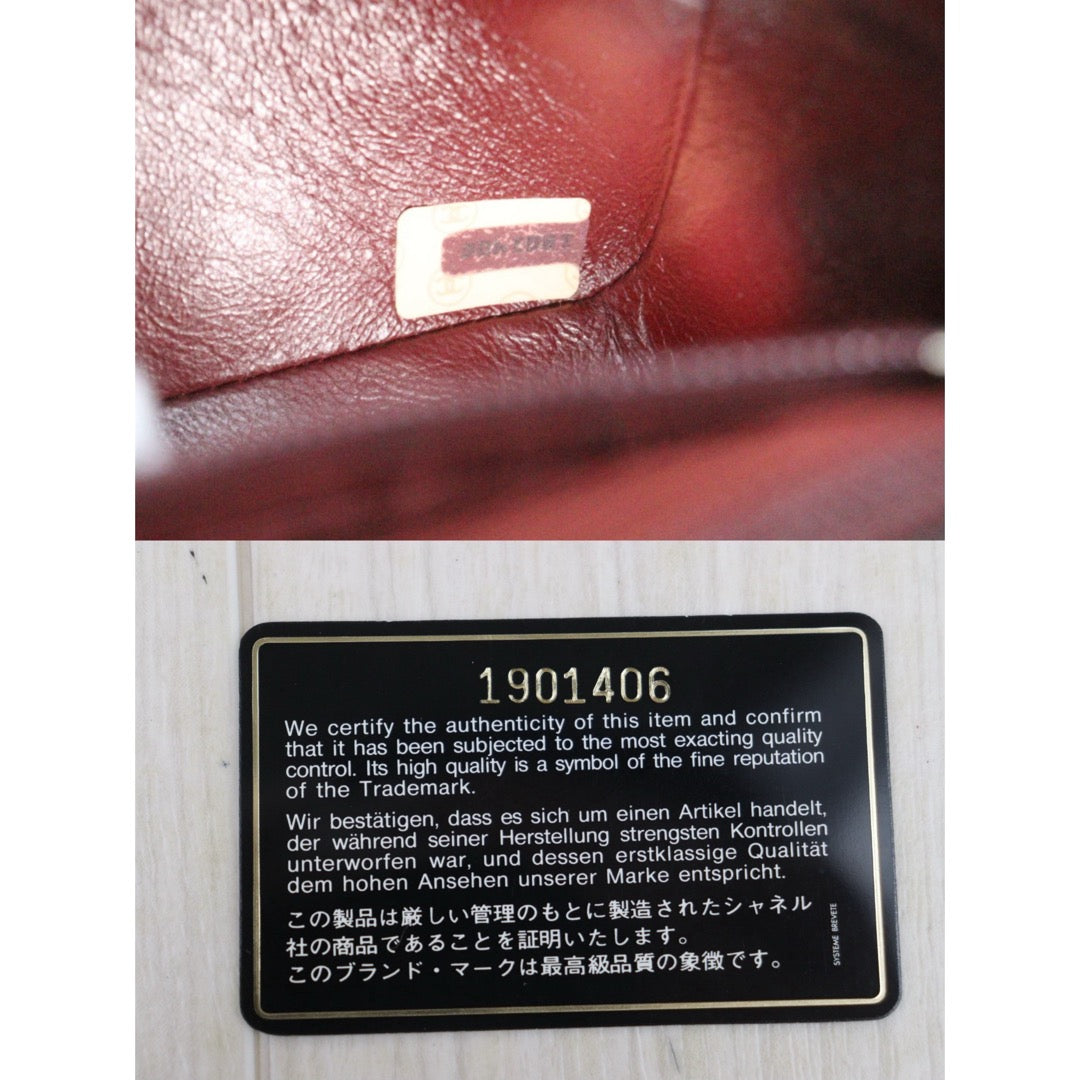 1901406
We certify the authenticity of this item and confirm
that it has been subjected to the most exacting quality
control. Its high quality is a symbol of the fine reputation
of the Trademark.
Wir bestätigen, dass es sich um einen Artikel handelt,
der während seiner Herstellung strengsten Kontrollen
unterworfen war, und dessen erstklassige Qualität
dem hohen Ansehen unserer Marke entspricht.
この製品は厳しい管理のもとに製造されたシャネル
社の商品であることを証明いたします。
このブランド・マークは最高級品質の象徴です。
SYSTEME BREVETE